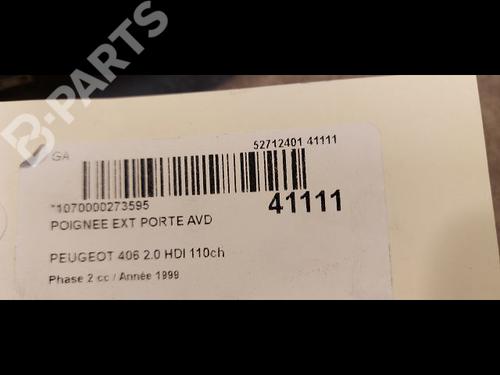 B-PARTS
GA
52712401 41111
*1070000273595
41111
POIGNEE EXT PORTE AVD
PEUGEOT 406 2.0 HDI 110ch
Phase 2 cc / Année 1999